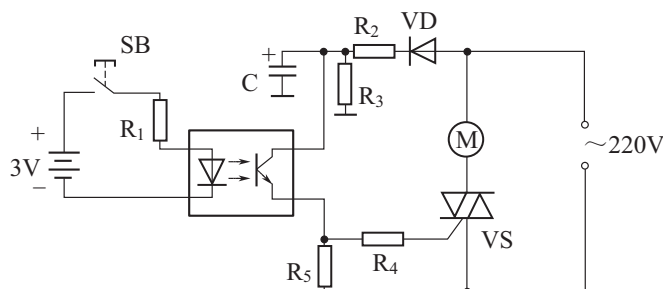 SB
R₂
VD
C
R₃
R₁
M
+
3V
−
+
～220V
VS
R₄
R₅